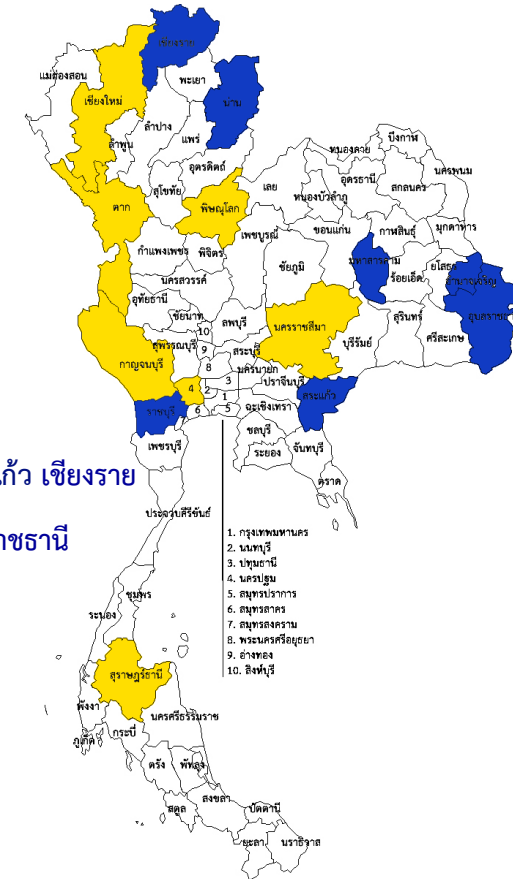 เชียงราย
แม่ฮ่องสอน
พะเยา
เชียงใหม่
น่าน
ลำปาง
ลำพูน
แพร่
บึงกาฬ
หนองคาย
อุตรดิตถ์
เลย
อุดรธานี
นครพนม
สุโขทัย
หนองบัวลำภู
สกลนคร
ตาก
พิษณุโลก
เพชรบูรณ์
ขอนแก่น
กาฬสินธุ์
มุกดาหาร
กำแพงเพชร
พิจิตร
ชัยภูมิ
มหาสารคาม
ร้อยเอ็ด
ยโสธร
อำนาจเจริญ
นครสวรรค์
อุทัยธานี
ชัยนาท
ลพบุรี
นครราชสีมา
สุรินทร์
อุบลราชธานี
10
สุพรรณบุรี
9
สระบุรี
บุรีรัมย์
ศรีสะเกษ
กาญจนบุรี
8
นครนายก
3
ปราจีนบุรี
4
2
1
สระแก้ว
ราชบุรี
7
6
5
ฉะเชิงเทรา
ชลบุรี
เพชรบุรี
ระยอง
จันทบุรี
ก้ว เชียงราย
ตราด
ประจวบคีรีขันธ์
าชธานี
1. กรุงเทพมหานคร
2. นนทบุรี
3. ปทุมธานี
4. นครปฐม
5. สมุทรปราการ
6. สมุทรสาคร
7. สมุทรสงคราม
8. พระนครศรีอยุธยา
9. อ่างทอง
10. สิงห์บุรี
ชุมพร
ระนอง
สุราษฎร์ธานี
พังงา
นครศรีธรรมราช
กระบี่
ภูเก็ต
ตรัง
พัทลุง
สงขลา
สตูล
ปัตตานี
ยะลา
นราธิวาส